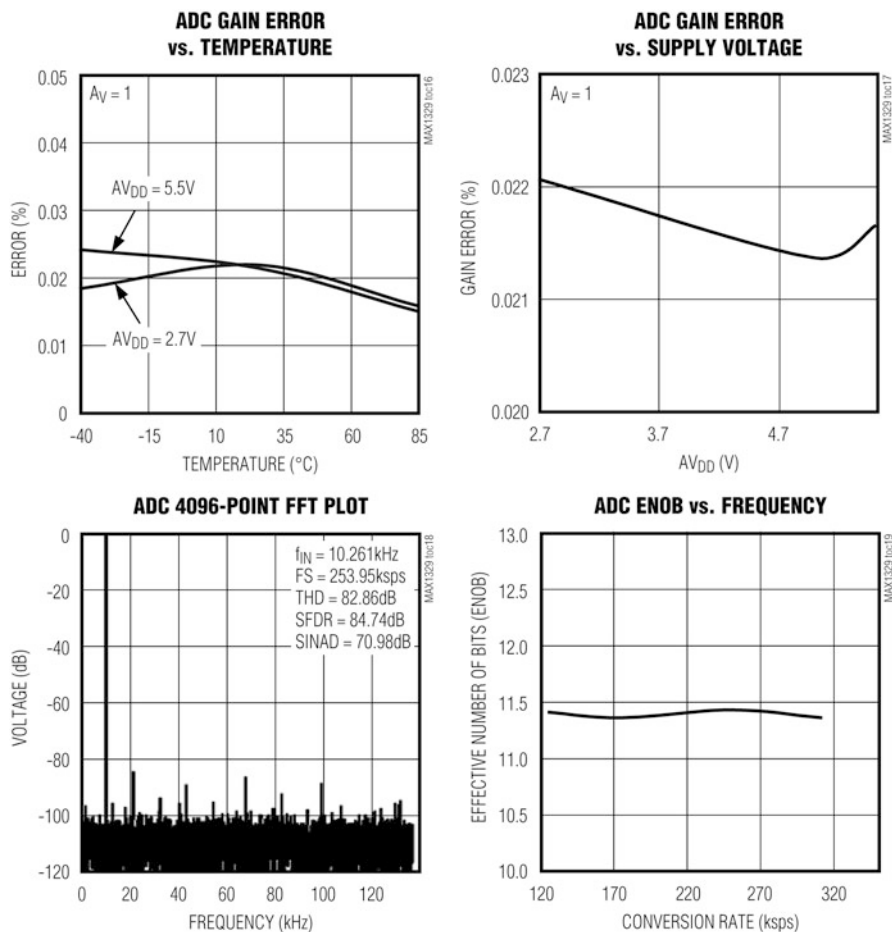 ADC GAIN ERROR
vs. TEMPERATURE
0.05
0.04
0.03
0.02
0.01
0
AV = 1
AVDD = 5.5V
AVDD = 2.7V
ERROR (%)
-40 -15 10 35 60 85
TEMPERATURE (°C)
MAX1329 toc16
ADC GAIN ERROR
vs. SUPPLY VOLTAGE
0.023
0.022
0.021
0.020
AV = 1
GAIN ERROR (%)
2.7 3.7 4.7
AVDD (V)
MAX1329 toc17
ADC 4096-POINT FFT PLOT
0
-20
-40
-60
-80
-100
-120
fIN = 10.261kHz
FS = 253.95ksps
THD = 82.86dB
SFDR = 84.74dB
SINAD = 70.98dB
VOLTAGE (dB)
0 20 40 60 80 100 120
FREQUENCY (kHz)
MAX1329 toc18
ADC ENOB vs. FREQUENCY
13.0
12.5
12.0
11.5
11.0
10.5
10.0
EFFECTIVE NUMBER OF BITS (ENOB)
120 170 220 270 320
CONVERSION RATE (ksps)
MAX1329 toc19